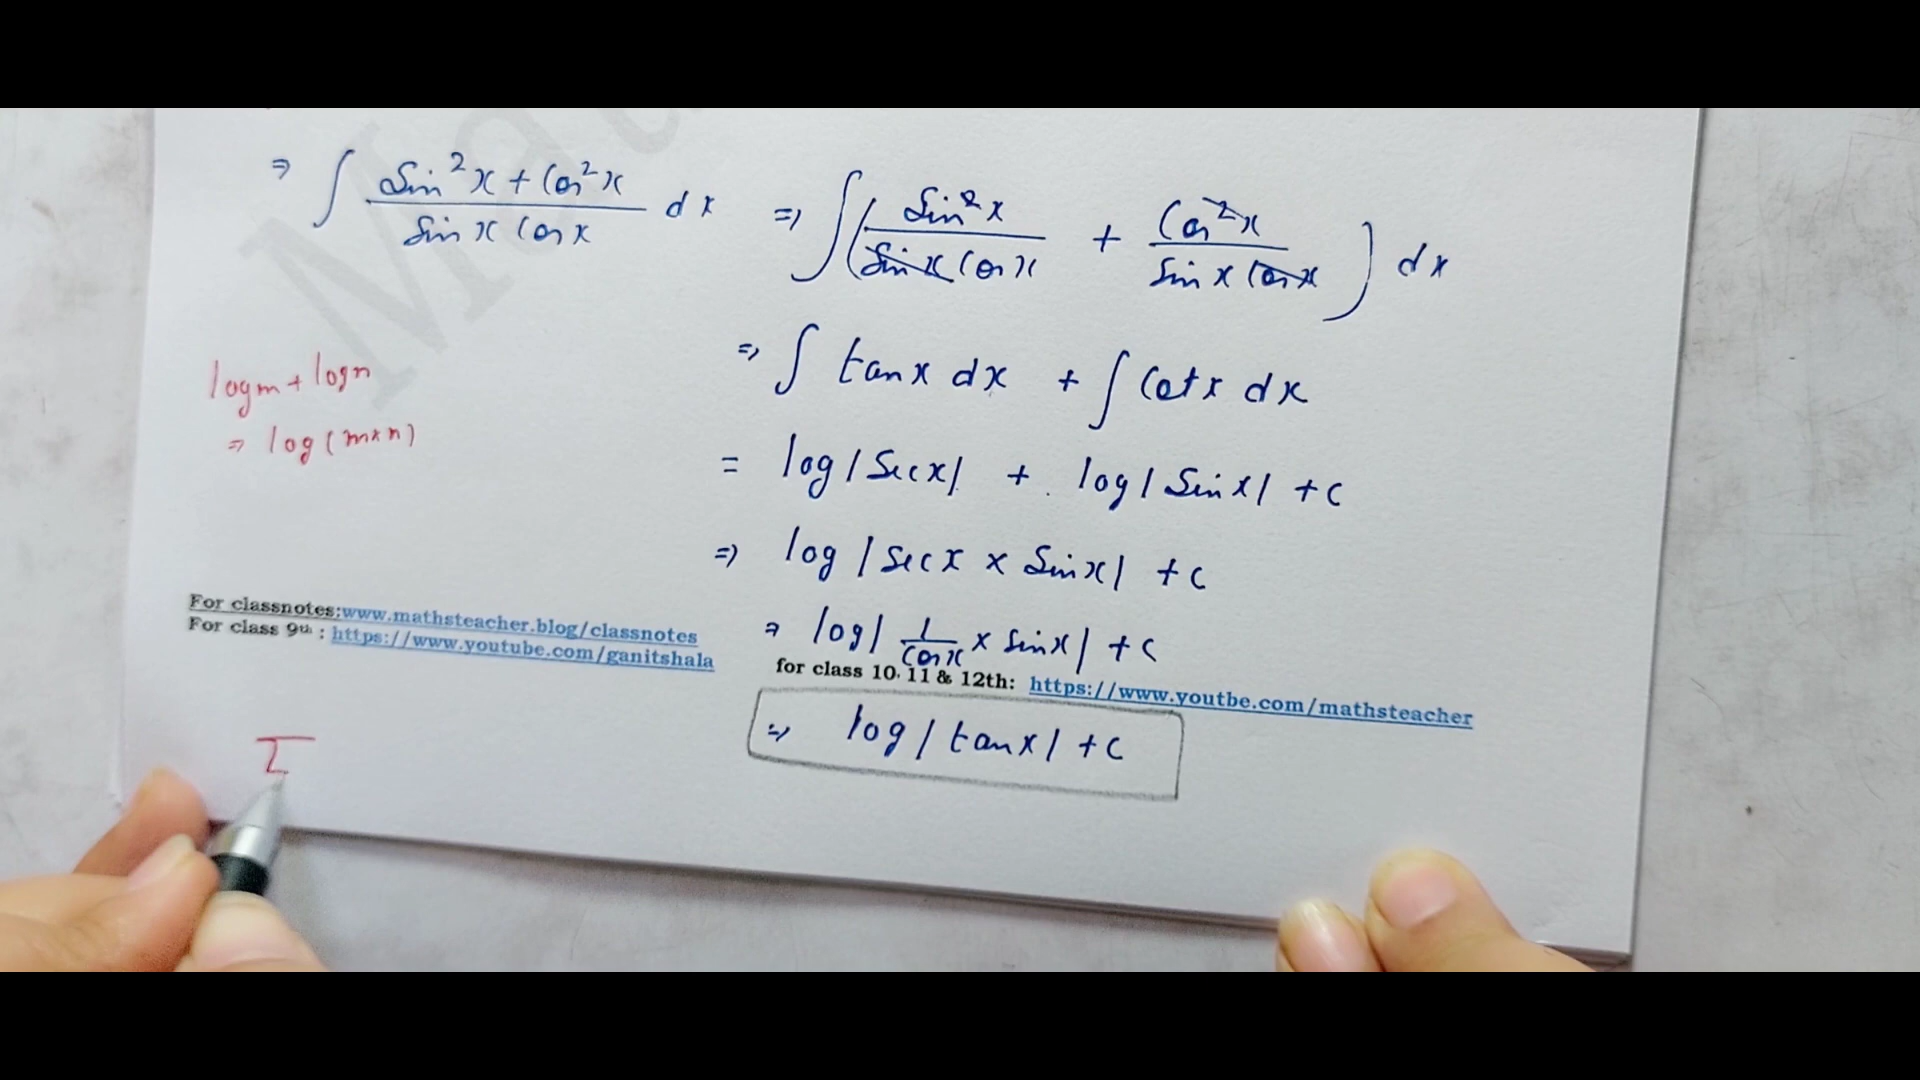 ⇒ ∫ Sin²x + Cos²x / Sin x Cos x dx ⇒ ∫( Sin²x / Sin x Cos x + Cos²x / Sin x Cos x ) dx
⇒ ∫ tan x dx + ∫ Cot x dx
log m + log n
⇒ log (m×n)
= log |Sec x| + log |Sin x| + c
⇒ log |sec x × Sin x| + c
⇒ log | 1/Cos x × sin x | + c
For classnotes:www.mathsteacher.blog/classnotes
For class 9th : https://www.youtube.com/ganitshala
for class 10, 11 & 12th: https://www.youtbe.com/mathsteacher
⇒ log |tan x| + c